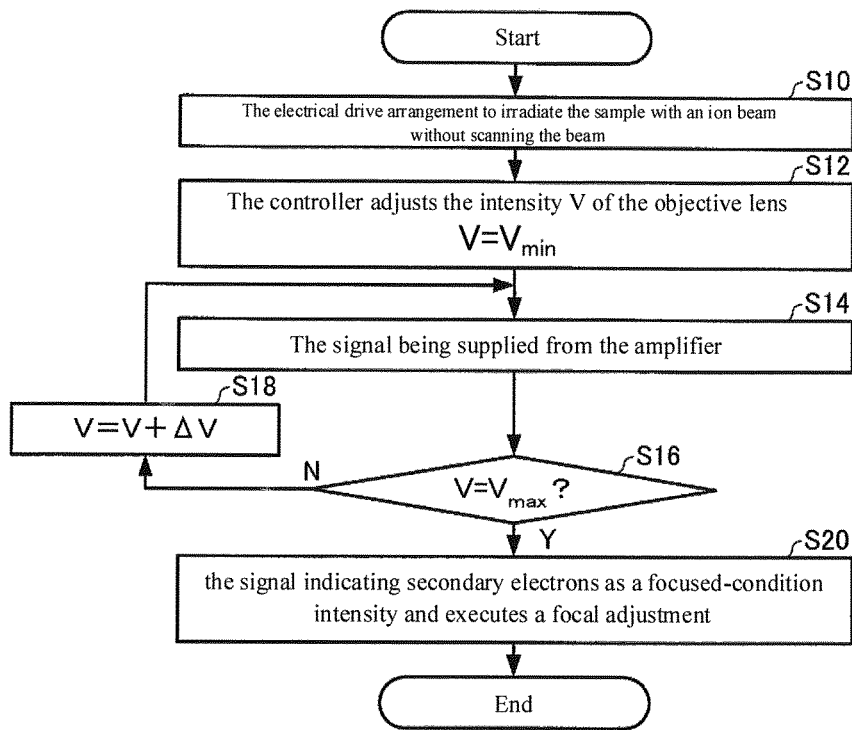 Start
S10
The electrical drive arrangement to irradiate the sample with an ion beam
without scanning the beam
S12
The controller adjusts the intensity V of the objective lens
V=Vmin
S14
The signal being supplied from the amplifier
S18
V=V+ΔV
S16
N
V=Vmax?
Y
S20
the signal indicating secondary electrons as a focused-condition
intensity and executes a focal adjustment
End